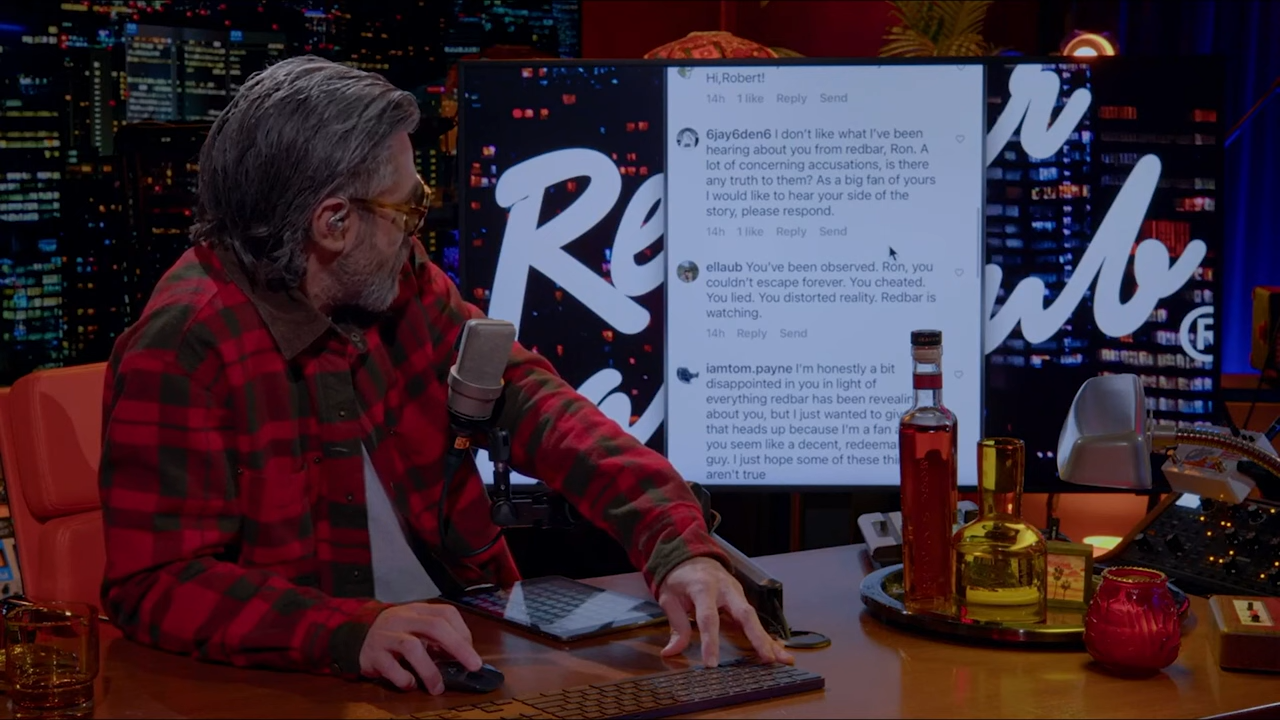 Hi,Robert!
14h 1 like Reply Send
6jay6den6 I don't like what I've been
hearing about you from redbar, Ron. A
lot of concerning accusations, is there
any truth to them? As a big fan of yours
I would like to hear your side of the
story, please respond.
14h 1 like Reply Send
ellaub You've been observed. Ron, you
couldn't escape forever. You cheated.
You lied. You distorted reality. Redbar is
watching.
14h Reply Send
iamtom.payne I'm honestly a bit
disappointed in you in light of
everything redbar has been
about you, but I just wanted to
that heads up because I'm a fan
you seem like a decent,
guy. I just hope some of these
aren't true
Re